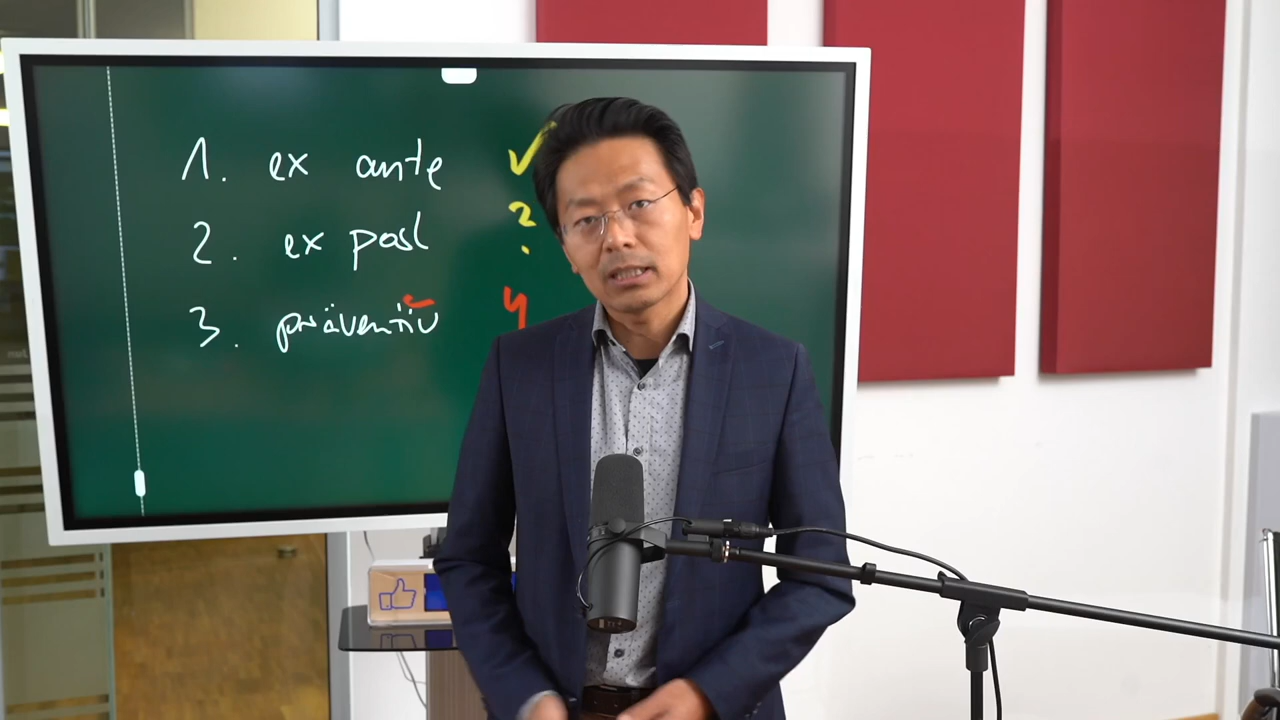 1. ex ante ✓
2. ex post ?
3. präventiv